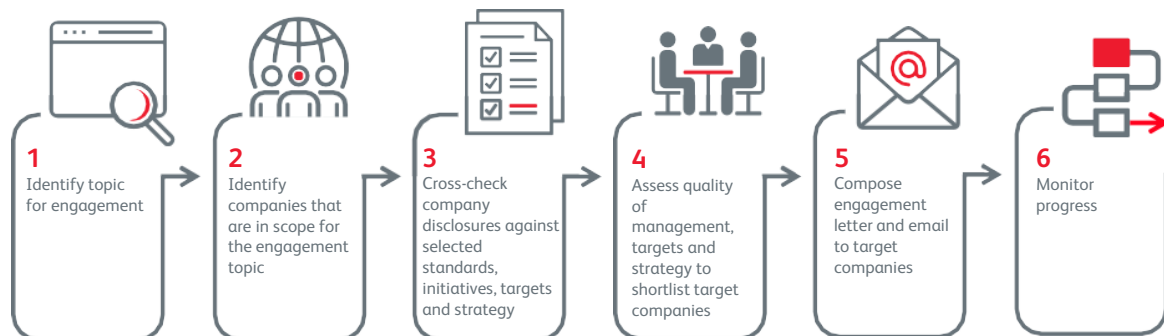 1
Identify topic
for engagement
2
Identify
companies that
are in scope for
the engagement
topic
3
Cross-check
company
disclosures against
selected
standards,
initiatives, targets
and strategy
4
Assess quality
of
management,
targets and
strategy to
shortlist target
companies
@
5
Compose
engagement
letter and email
to target
companies
6
Monitor
progress